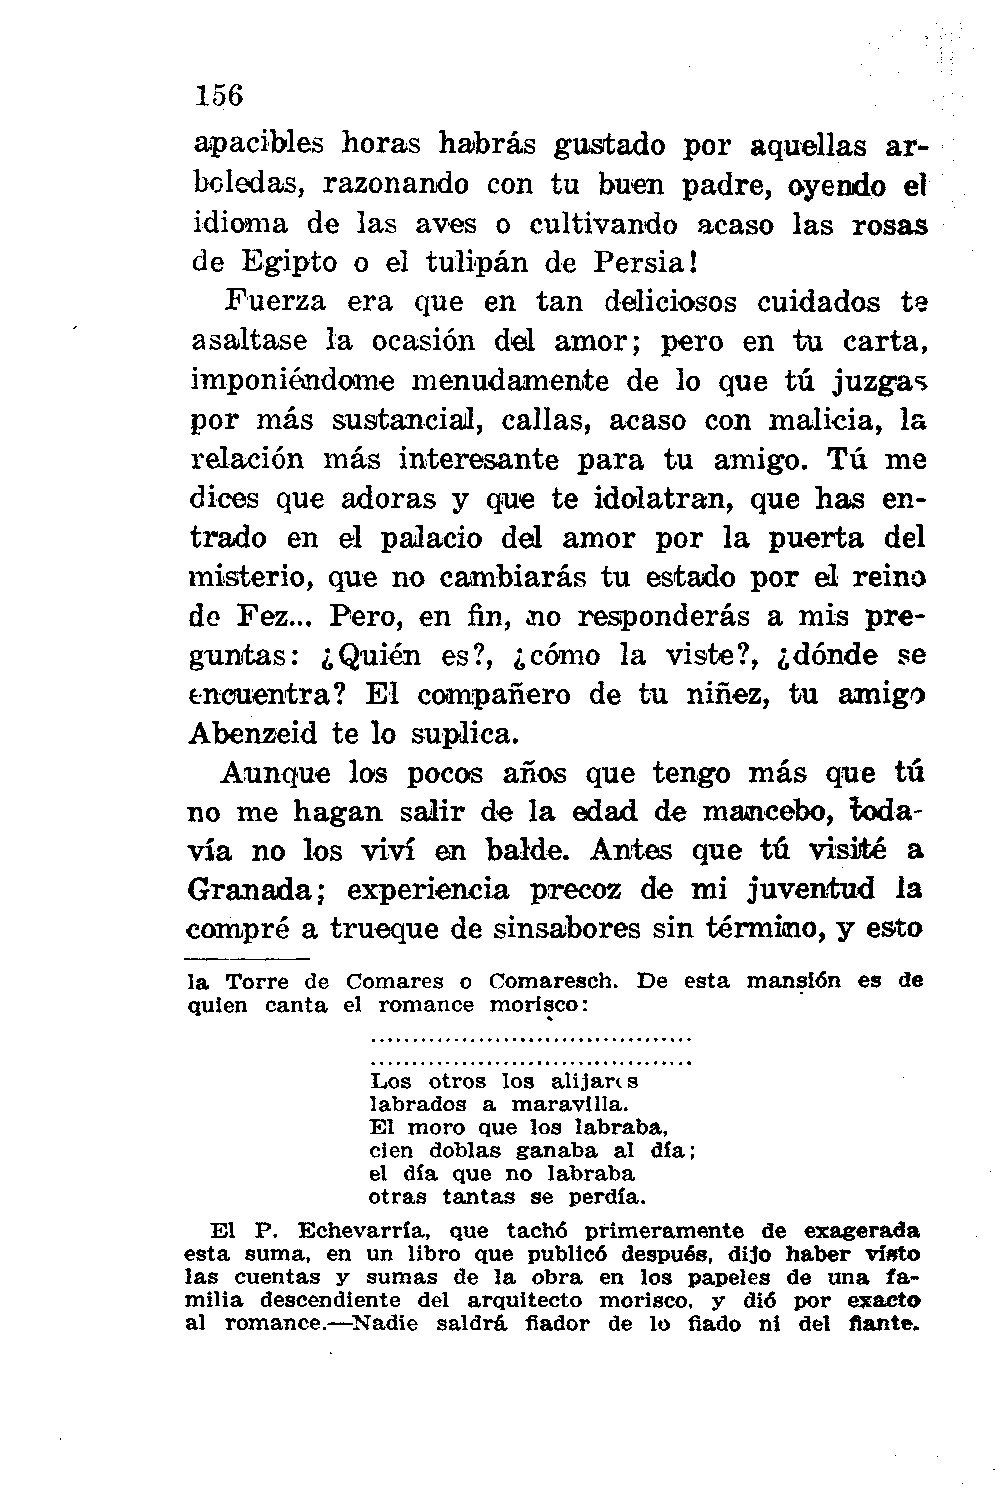 156
apacibles horas habrás gustado por aquellas ar-
boledas, razonando con tu buen padre, oyendo el
idioma de las aves o cultivando acaso las rosas
de Egipto o el tulipán de Persia!
Fuerza era que en tan deliciosos cuidados te
asaltase la ocasión del amor; pero en tu carta,
imponiéndome menudamente de lo que tú juzgas
por más sustancial, callas, acaso con malicia, la
relación más interesante para tu amigo. Tú me
dices que adoras y que te idolatran, que has en-
trado en el palacio del amor por la puerta del
misterio, que no cambiarás tu estado por el reino
de Fez... Pero, en fin, no responderás a mis pre-
guntas: ¿Quién es?, ¿cómo la viste?, ¿dónde se
encuentra? El compañero de tu niñez, tu amigo
Abenzeid te lo suplica.
Aunque los pocos años que tengo más que tú
no me hagan salir de la edad de mancebo, toda-
vía no los viví en balde. Antes que tú visité a
Granada; experiencia precoz de mi juventud la
compré a trueque de sinsabores sin término, y esto
la Torre de Comares o Comaresch. De esta mansión es de
quien canta el romance morisco:
.......................................
.......................................
Los otros los alijares
labrados a maravilla.
El moro que los labraba,
cien doblas ganaba al día;
el día que no labraba
otras tantas se perdía.
El P. Echevarría, que tachó primeramente de exagerada
esta suma, en un libro que publicó después, dijo haber visto
las cuentas y sumas de la obra en los papeles de una fa-
milia descendiente del arquitecto morisco, y dió por exacto
al romance.—Nadie saldrá fiador de lo fiado ni del fiante.